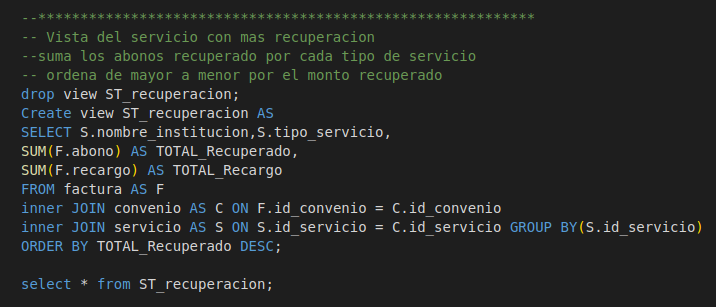 --***********************************************************
-- Vista del servicio con mas recuperacion
--suma los abonos recuperado por cada tipo de servicio
-- ordena de mayor a menor por el monto recuperado
drop view ST_recuperacion;
Create view ST_recuperacion AS
SELECT S.nombre_institucion,S.tipo_servicio,
SUM(F.abono) AS TOTAL_Recuperado,
SUM(F.recargo) AS TOTAL_Recargo
FROM factura AS F
inner JOIN convenio AS C ON F.id_convenio = C.id_convenio
inner JOIN servicio AS S ON S.id_servicio = C.id_servicio GROUP BY(S.id_servicio)
ORDER BY TOTAL_Recuperado DESC;
select * from ST_recuperacion;